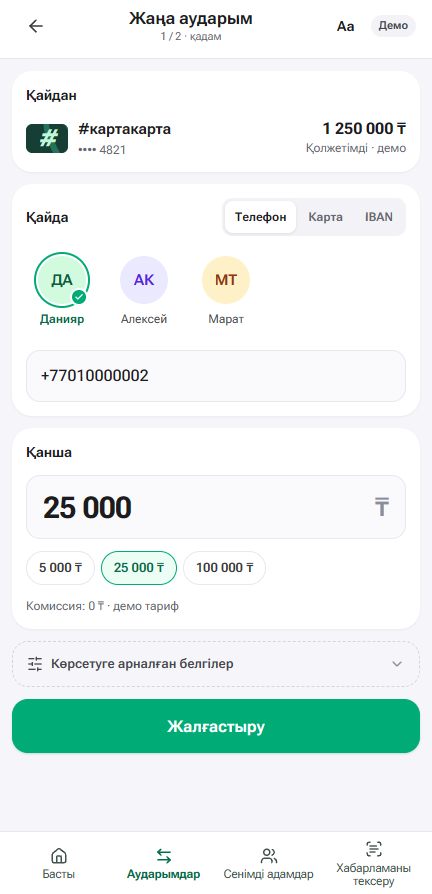 Жаңа аударым
1 / 2 · қадам
Аа
Демо
Қайдан
#
#картакарта
•••• 4821
1 250 000 ₸
Қолжетімді · демо
Қайда
Телефон
Карта
IBAN
ДА
АК
МТ
Данияр
Алексей
Марат
+77010000002
Қанша
25 000
₸
5 000 ₸
25 000 ₸
100 000 ₸
Комиссия: 0 ₸ · демо тариф
Көрсетуге арналған белгілер
Жалғастыру
Басты
Аударымдар
Сенімді адамдар
Хабарламаны
тексеру